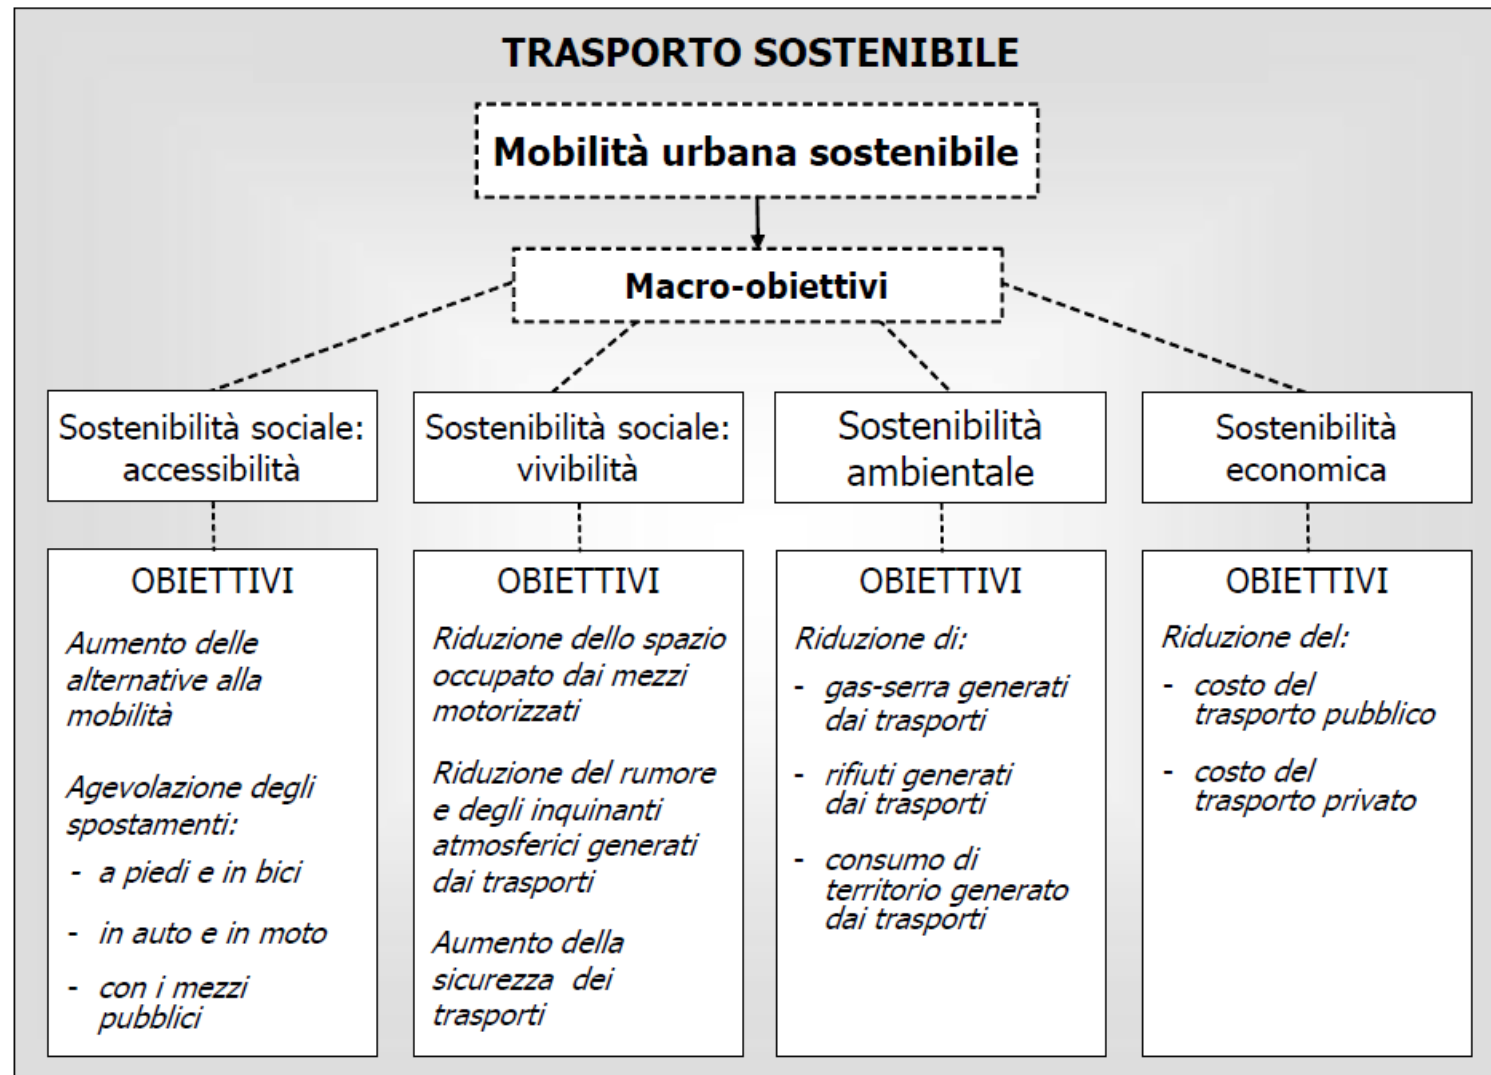 TRASPORTO SOSTENIBILE
Mobilità urbana sostenibile
Macro-obiettivi
Sostenibilità sociale:
accessibilità
Sostenibilità sociale:
vivibilità
Sostenibilità
ambientale
Sostenibilità
economica
OBIETTIVI
Aumento delle
alternative alla
mobilità
Agevolazione degli
spostamenti:
- a piedi e in bici
- in auto e in moto
- con i mezzi
pubblici
OBIETTIVI
Riduzione dello spazio
occupato dai mezzi
motorizzati
Riduzione del rumore
e degli inquinanti
atmosferici generati
dai trasporti
Aumento della
sicurezza dei
trasporti
OBIETTIVI
Riduzione di:
- gas-serra generati
dai trasporti
- rifiuti generati
dai trasporti
- consumo di
territorio generato
dai trasporti
OBIETTIVI
Riduzione del:
- costo del
trasporto pubblico
- costo del
trasporto privato